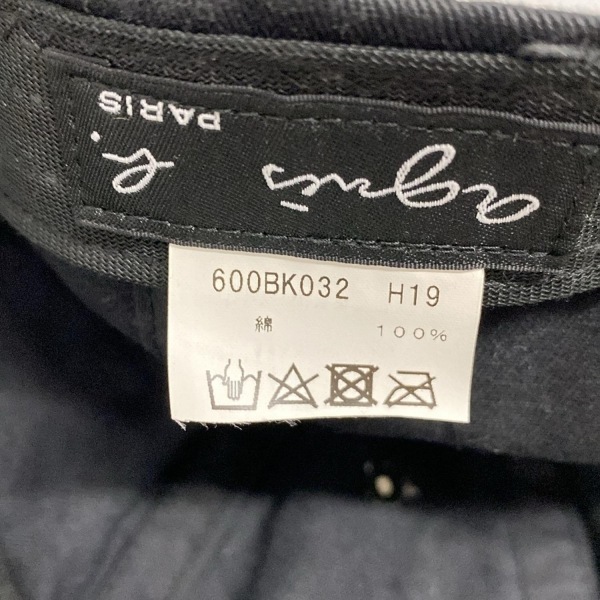 agnès b.
PARIS
600BK032 H19
綿 100%